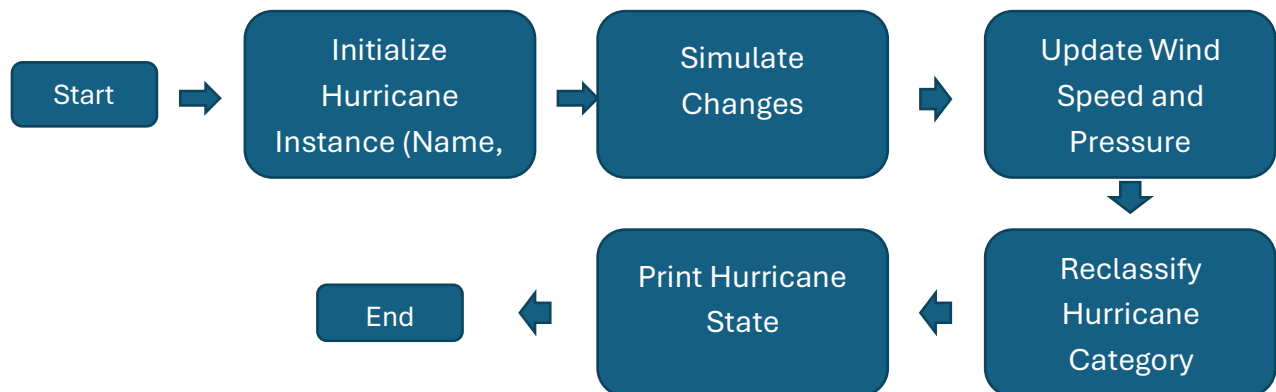 Start
Initialize
Hurricane
Instance (Name,
Simulate
Changes
Update Wind
Speed and
Pressure
Reclassify
Hurricane
Category
Print Hurricane
State
End